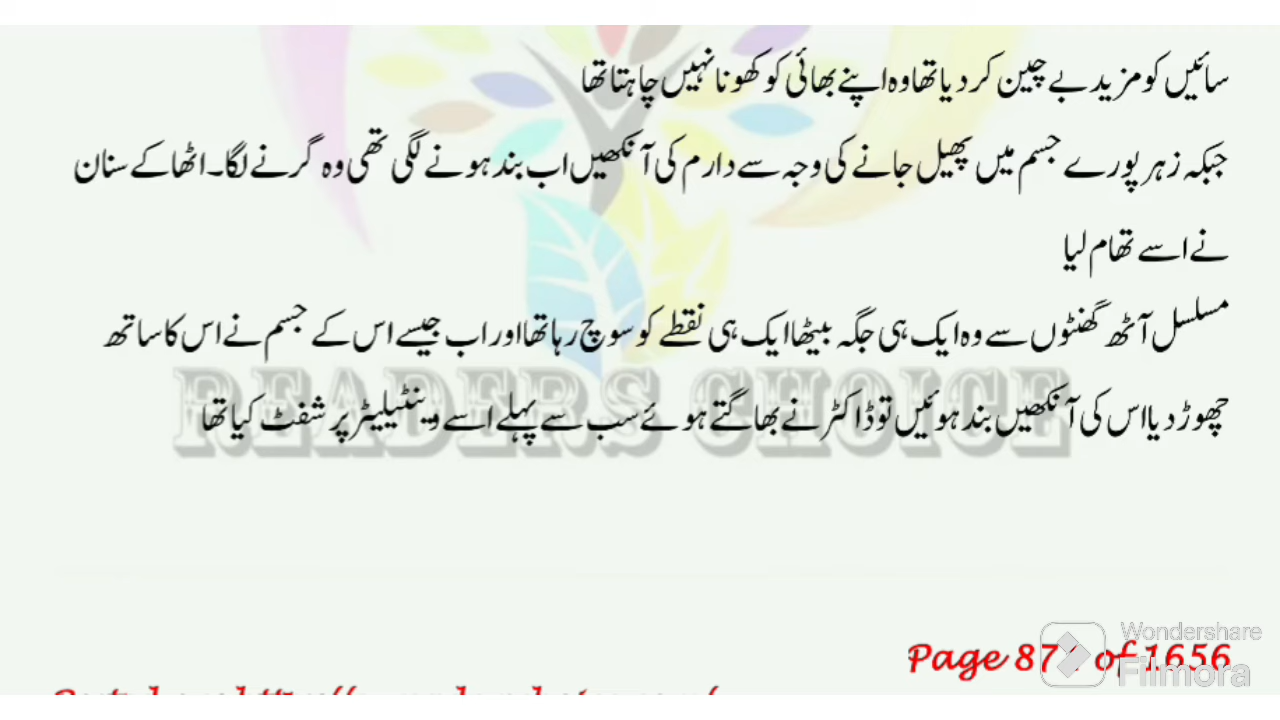 سائیں کو مزید بے چین کر دیا تھا وہ اپنے بھائی کو کھونا نہیں چاہتا تھا
جبکہ زہر پورے جسم میں پھیل جانے کی وجہ سے دارم کی آنکھیں اب بند ہونے لگی تھی وہ گرنے لگا۔ اٹھا کے سنان
نے اسے تھام لیا
مسلسل آٹھ گھنٹوں سے وہ ایک ہی جگہ بیٹھا ایک ہی نقطے کو سوچ رہا تھا اور اب جیسے اس کے جسم نے اس کا ساتھ
چھوڑ دیا اس کی آنکھیں بند ہوئیں تو ڈاکٹر نے بھاگتے ہوئے سب سے پہلے اسے وینٹیلیٹر پر شفٹ کیا تھا
READERS CHOICE
Page of 1656
Wondershare
Filmora